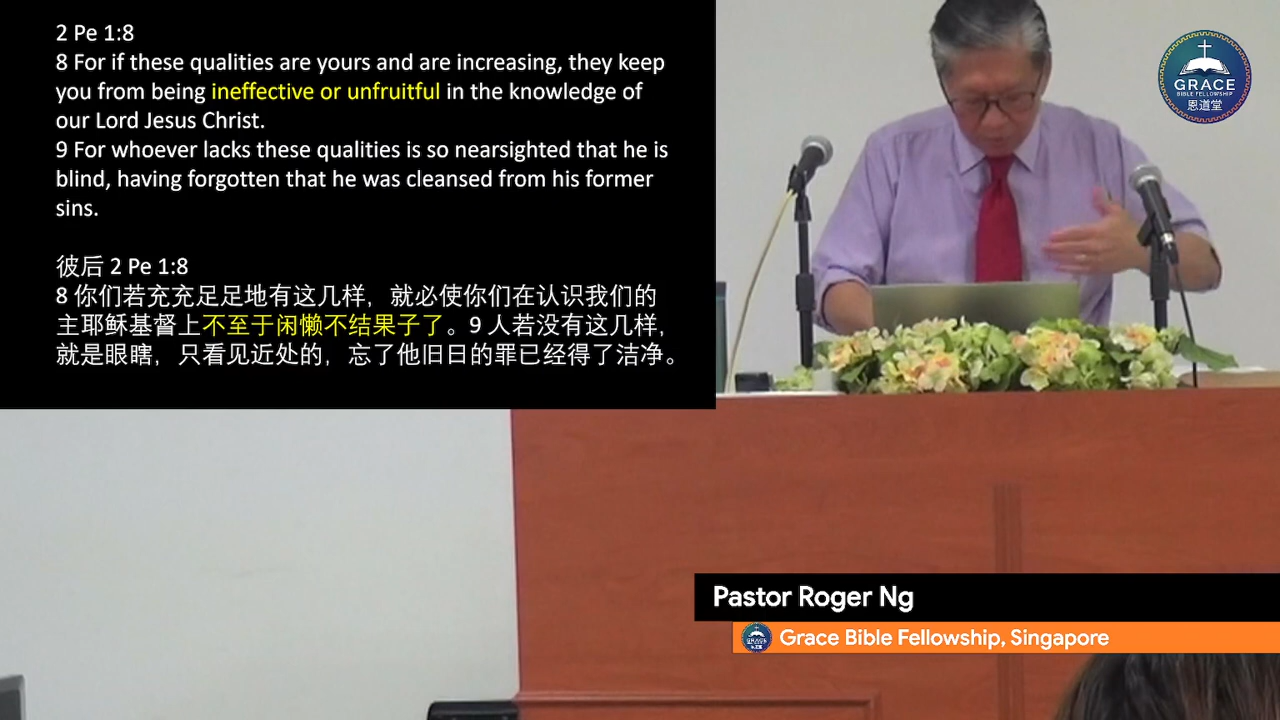 2 Pe 1:8
8 For if these qualities are yours and are increasing, they keep
you from being ineffective or unfruitful in the knowledge of
our Lord Jesus Christ.
9 For whoever lacks these qualities is so nearsighted that he is
blind, having forgotten that he was cleansed from his former
sins.
彼后 2 Pe 1:8
8 你们若充充足足地有这几样，就必使你们在认识我们的
主耶稣基督上不至于闲懒不结果子了。9 人若没有这几样，
就是眼瞎，只看见近处的，忘了他旧日的罪已经得了洁净。
GRACE
BIBLE FELLOWSHIP
恩道堂
Pastor Roger Ng
Grace Bible Fellowship, Singapore